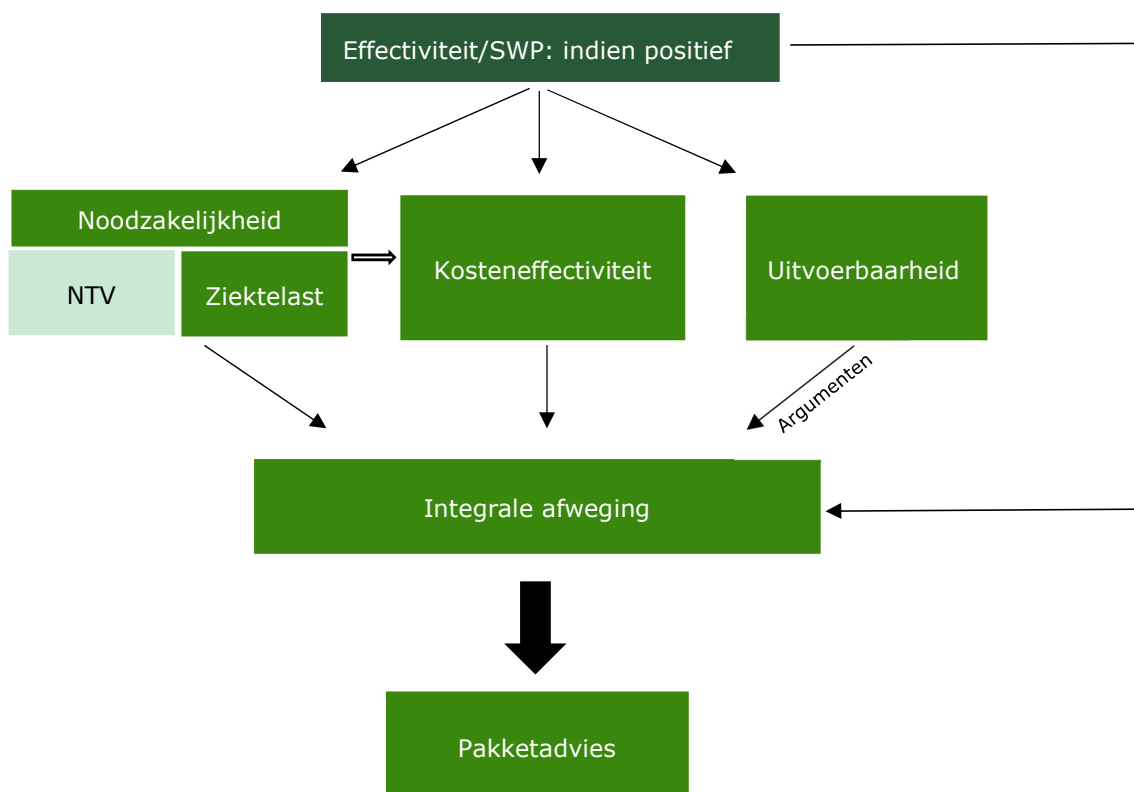 Effectiviteit/SWP: indien positief
Noodzakelijkheid
NTV
Ziektelast
Kosteneffectiviteit
Uitvoerbaarheid
Argumenten
Integrale afweging
Pakketadvies